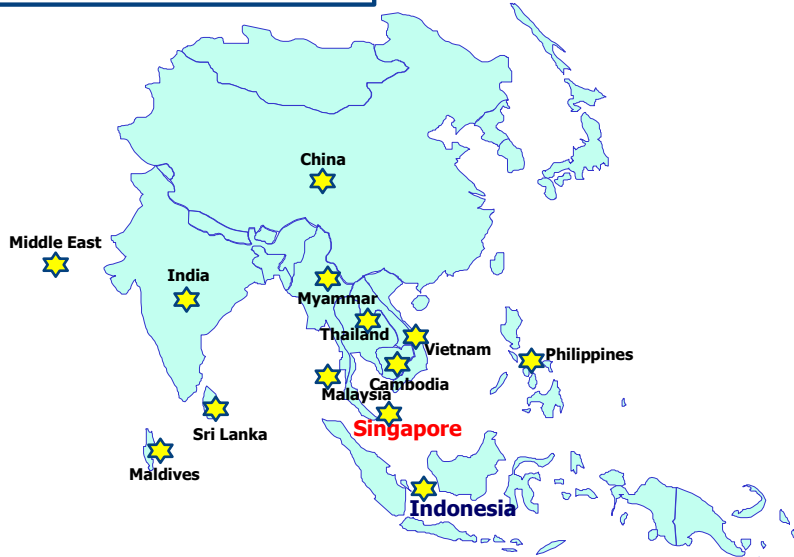 China
Middle East
India
Myammar
Thailand
Vietnam
Philippines
Malaysia
Cambodia
Singapore
Sri Lanka
Maldives
Indonesia